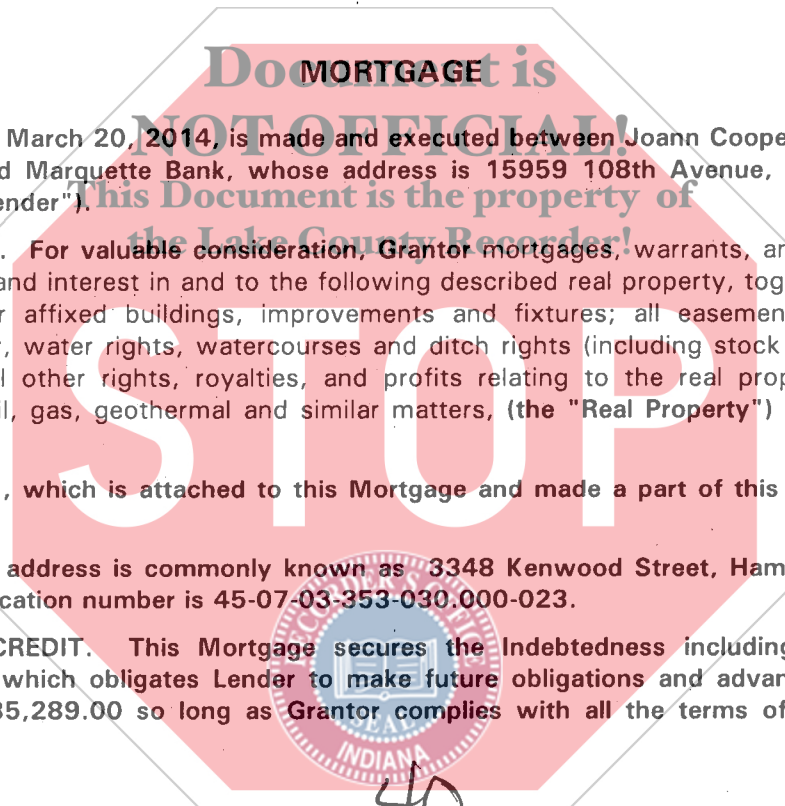 Document is
MORTGAGE
NOT OFFICIAL!
March 20, 2014, is made and executed between Joann Coope
d Marquette Bank, whose address is 15959 108th Avenue,
ender").
This Document is the property of
the Lake County Recorder!
. For valuable consideration, Grantor mortgages, warrants, an
and interest in and to the following described real property, tog
r affixed buildings, improvements and fixtures; all easemen
, water rights, watercourses and ditch rights (including stock
l other rights, royalties, and profits relating to the real prop
il, gas, geothermal and similar matters, (the "Real Property")
STOP
, which is attached to this Mortgage and made a part of this
address is commonly known as 3348 Kenwood Street, Ham
cation number is 45-07-03-353-030.000-023.
CREDIT. This Mortgage secures the Indebtedness including
which obligates Lender to make future obligations and advan
35,289.00 so long as Grantor complies with all the terms of
RECORDER'S OFFICE
SEAL
INDIANA